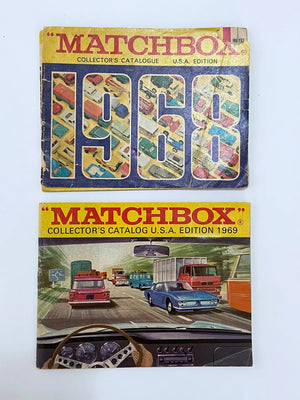 "MATCHBOX"
COLLECTOR'S CATALOGUE U.S.A. EDITION
1968
"MATCHBOX"®
COLLECTOR'S CATALOG U.S.A. EDITION 1969